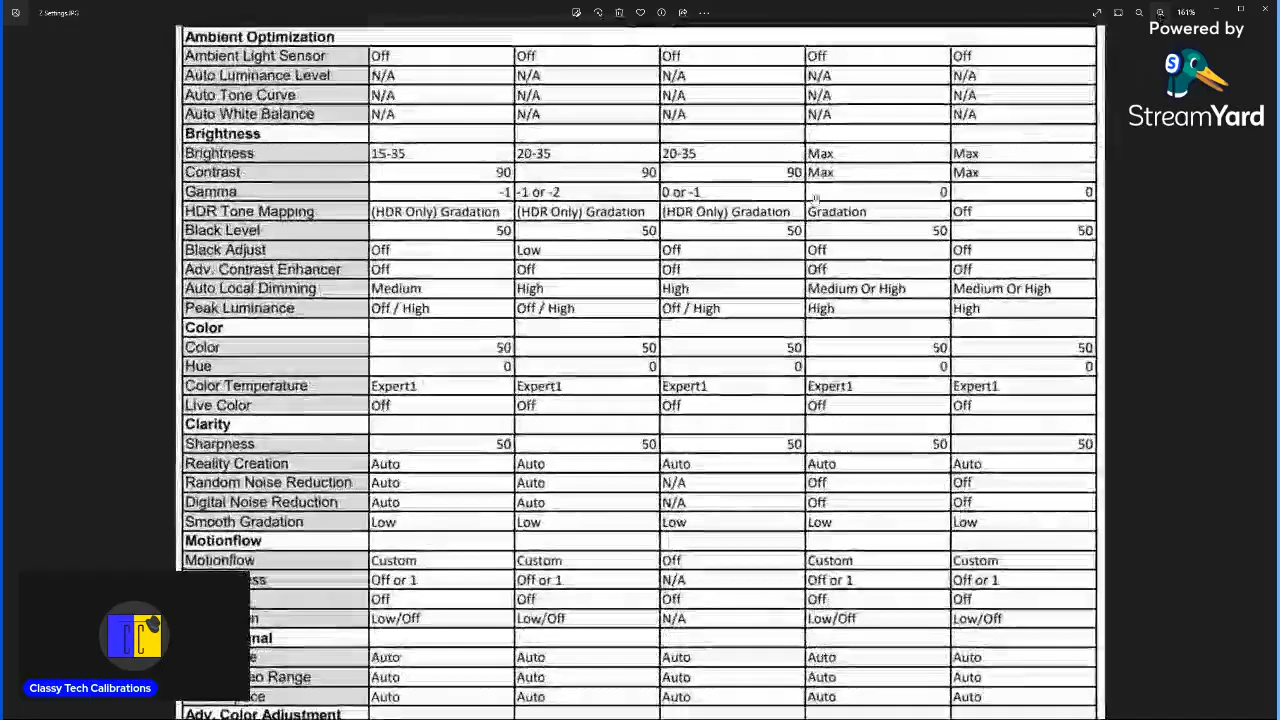 Z Settings.JPG
161%
Powered by
StreamYard
Ambient Optimization
Ambient Light Sensor Off Off Off Off Off
Auto Luminance Level N/A N/A N/A N/A N/A
Auto Tone Curve N/A N/A N/A N/A N/A
Auto White Balance N/A N/A N/A N/A N/A
Brightness
Brightness 15-35 20-35 20-35 Max Max
Contrast 90 90 90 Max Max
Gamma -1 -1 or -2 0 or -1 0 0
HDR Tone Mapping (HDR Only) Gradation (HDR Only) Gradation (HDR Only) Gradation Gradation Off
Black Level 50 50 50 50 50
Black Adjust Off Low Off Off Off
Adv. Contrast Enhancer Off Off Off Off Off
Auto Local Dimming Medium High High Medium Or High Medium Or High
Peak Luminance Off / High Off / High Off / High High High
Color
Color 50 50 50 50 50
Hue 0 0 0 0 0
Color Temperature Expert1 Expert1 Expert1 Expert1 Expert1
Live Color Off Off Off Off Off
Clarity
Sharpness 50 50 50 50 50
Reality Creation Auto Auto Auto Auto Auto
Random Noise Reduction Auto Auto N/A Off Off
Digital Noise Reduction Auto Auto N/A Off Off
Smooth Gradation Low Low Low Low Low
Motionflow
Motionflow Custom Custom Off Custom Custom
ss Off or 1 Off or 1 N/A Off or 1 Off or 1
Off Off Off Off Off
n Low/Off Low/Off N/A Low/Off Low/Off
nal
e Auto Auto Auto Auto Auto
eo Range Auto Auto Auto Auto Auto
pace Auto Auto Auto Auto Auto
Adv. Color Adjustment
Classy Tech Calibrations